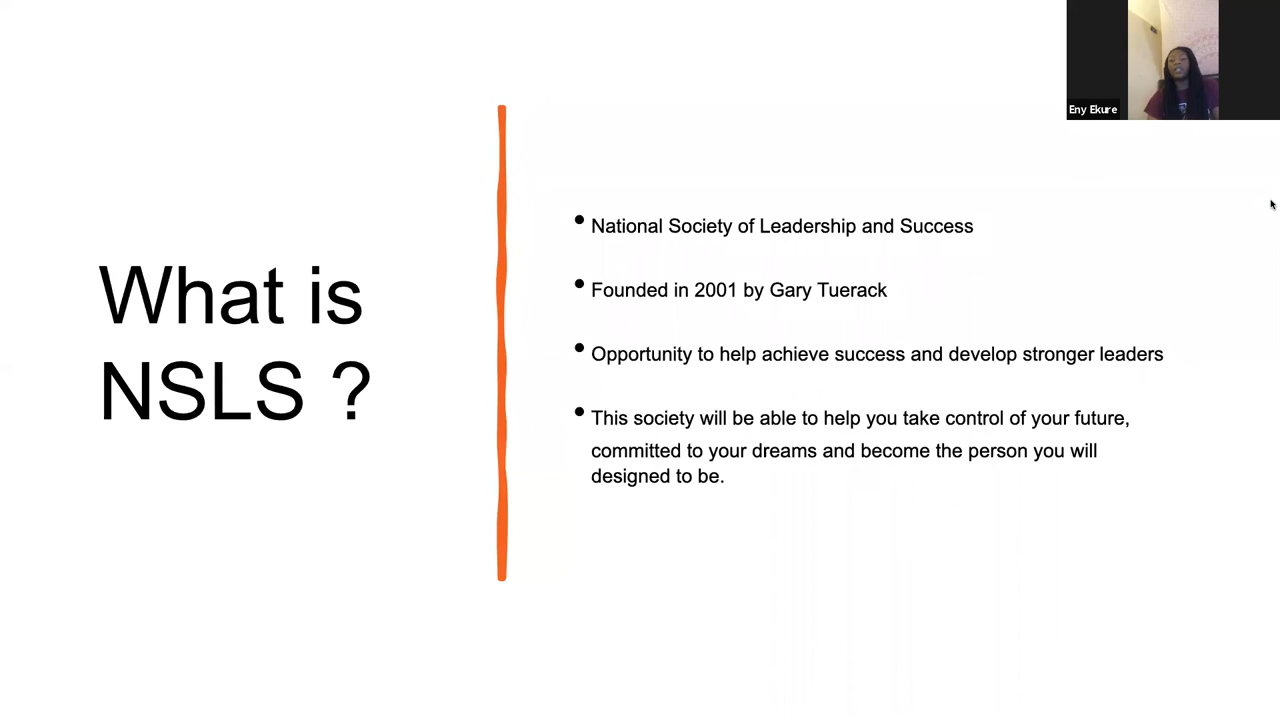 What is
NSLS ?
• National Society of Leadership and Success
• Founded in 2001 by Gary Tuerack
• Opportunity to help achieve success and develop stronger leaders
• This society will be able to help you take control of your future,
committed to your dreams and become the person you will
designed to be.
Eny Ekure